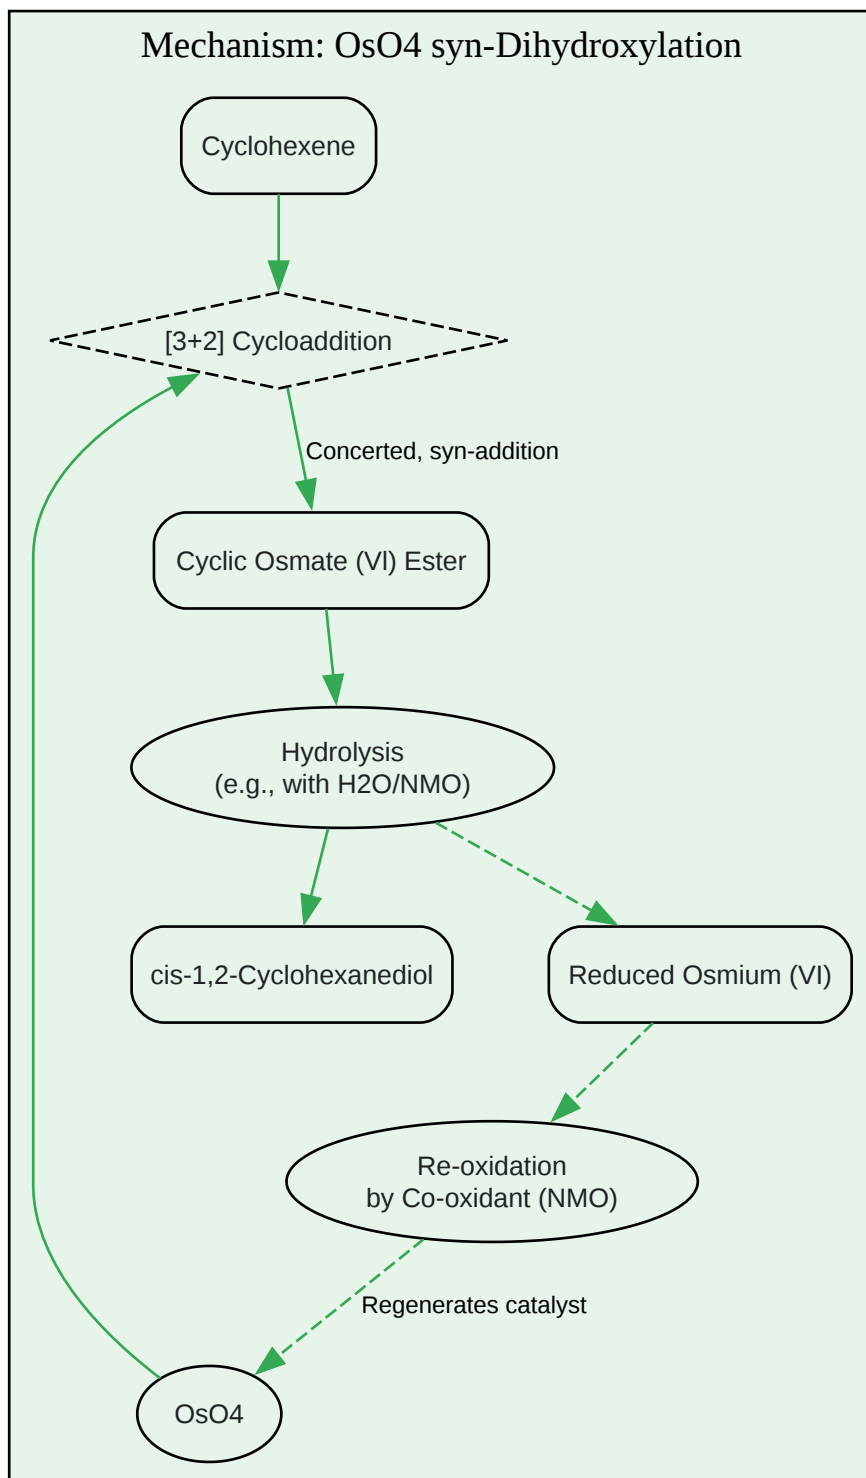 Mechanism: OsO4 syn-Dihydroxylation
Cyclohexene
[3+2] Cycloaddition
Concerted, syn-addition
Cyclic Osmate (VI) Ester
Hydrolysis
(e.g., with H2O/NMO)
cis-1,2-Cyclohexanediol
Reduced Osmium (VI)
Re-oxidation
by Co-oxidant (NMO)
Regenerates catalyst
OsO4